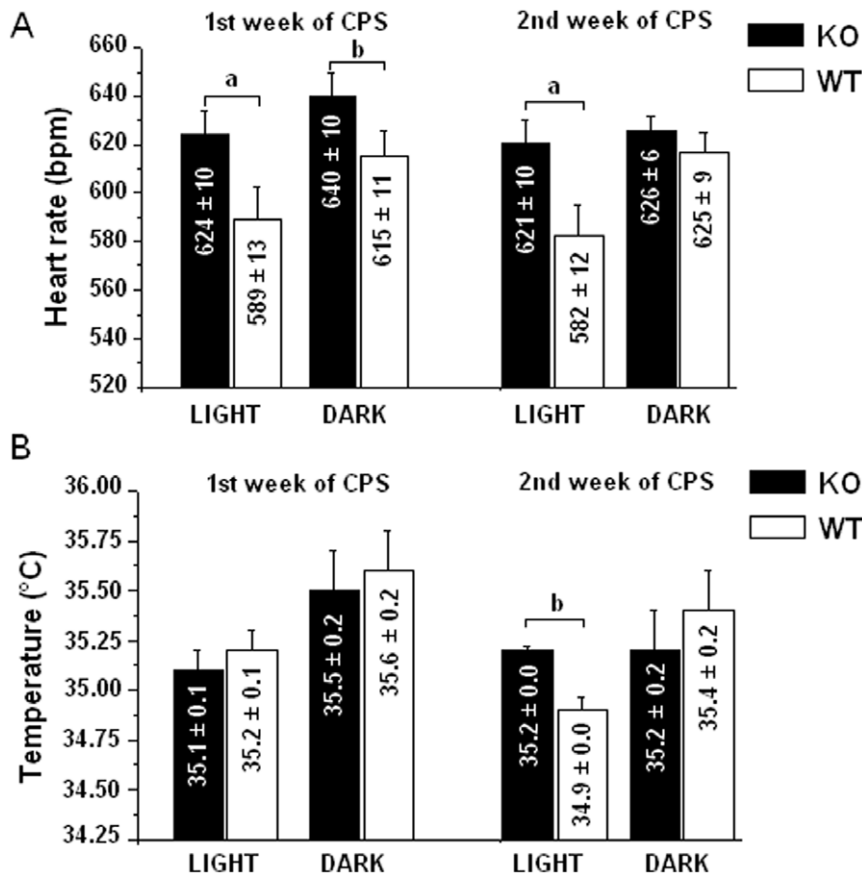 A
1st week of CPS
2nd week of CPS
KO
WT
Heart rate (bpm)
660
640
620
600
580
560
540
520
a
b
a
624 ± 10
589 ± 13
640 ± 10
615 ± 11
621 ± 10
582 ± 12
626 ± 6
625 ± 9
LIGHT
DARK
LIGHT
DARK
B
1st week of CPS
2nd week of CPS
KO
WT
Temperature (°C)
36.00
35.75
35.50
35.25
35.00
34.75
34.50
34.25
b
35.1 ± 0.1
35.2 ± 0.1
35.5 ± 0.2
35.6 ± 0.2
35.2 ± 0.0
34.9 ± 0.0
35.2 ± 0.2
35.4 ± 0.2
LIGHT
DARK
LIGHT
DARK